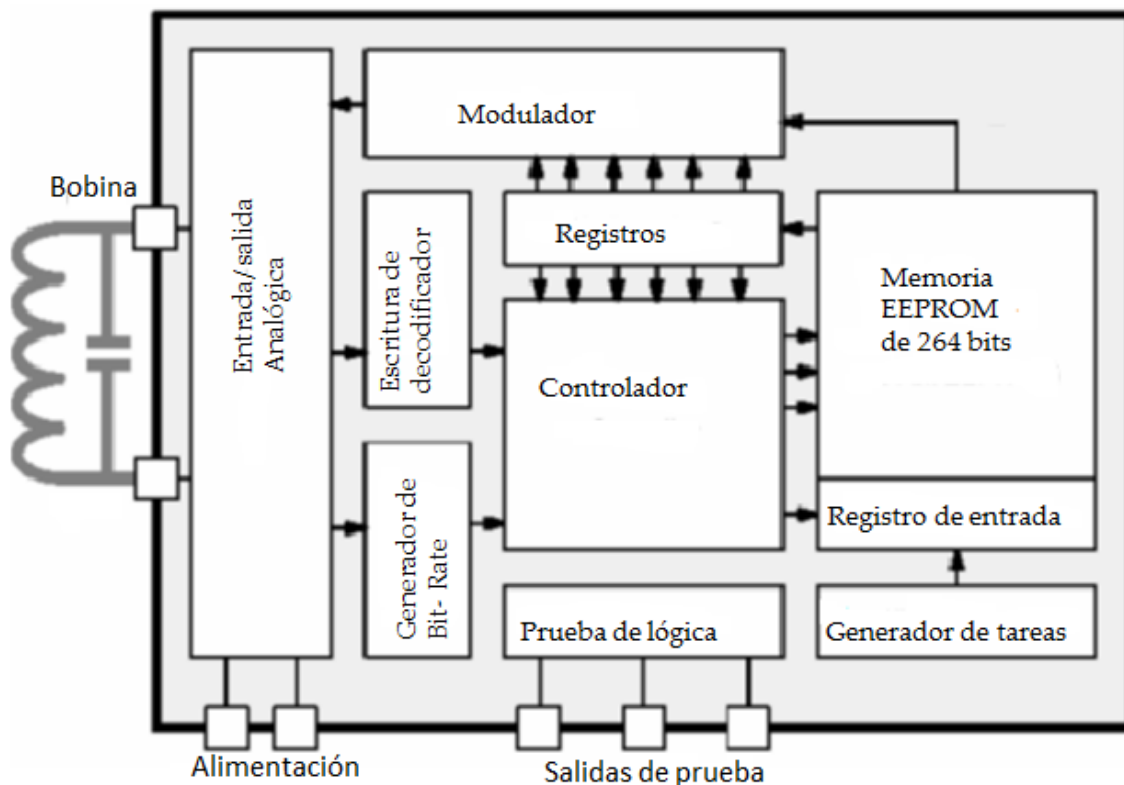 Modulador
Bobina
Entrada/salida
Analógica
Escritura de
decodificador
Registros
Memoria
EEPROM
de 264 bits
Controlador
Generador de
Bit- Rate
Registro de entrada
Prueba de lógica
Generador de tareas
Alimentación
Salidas de prueba